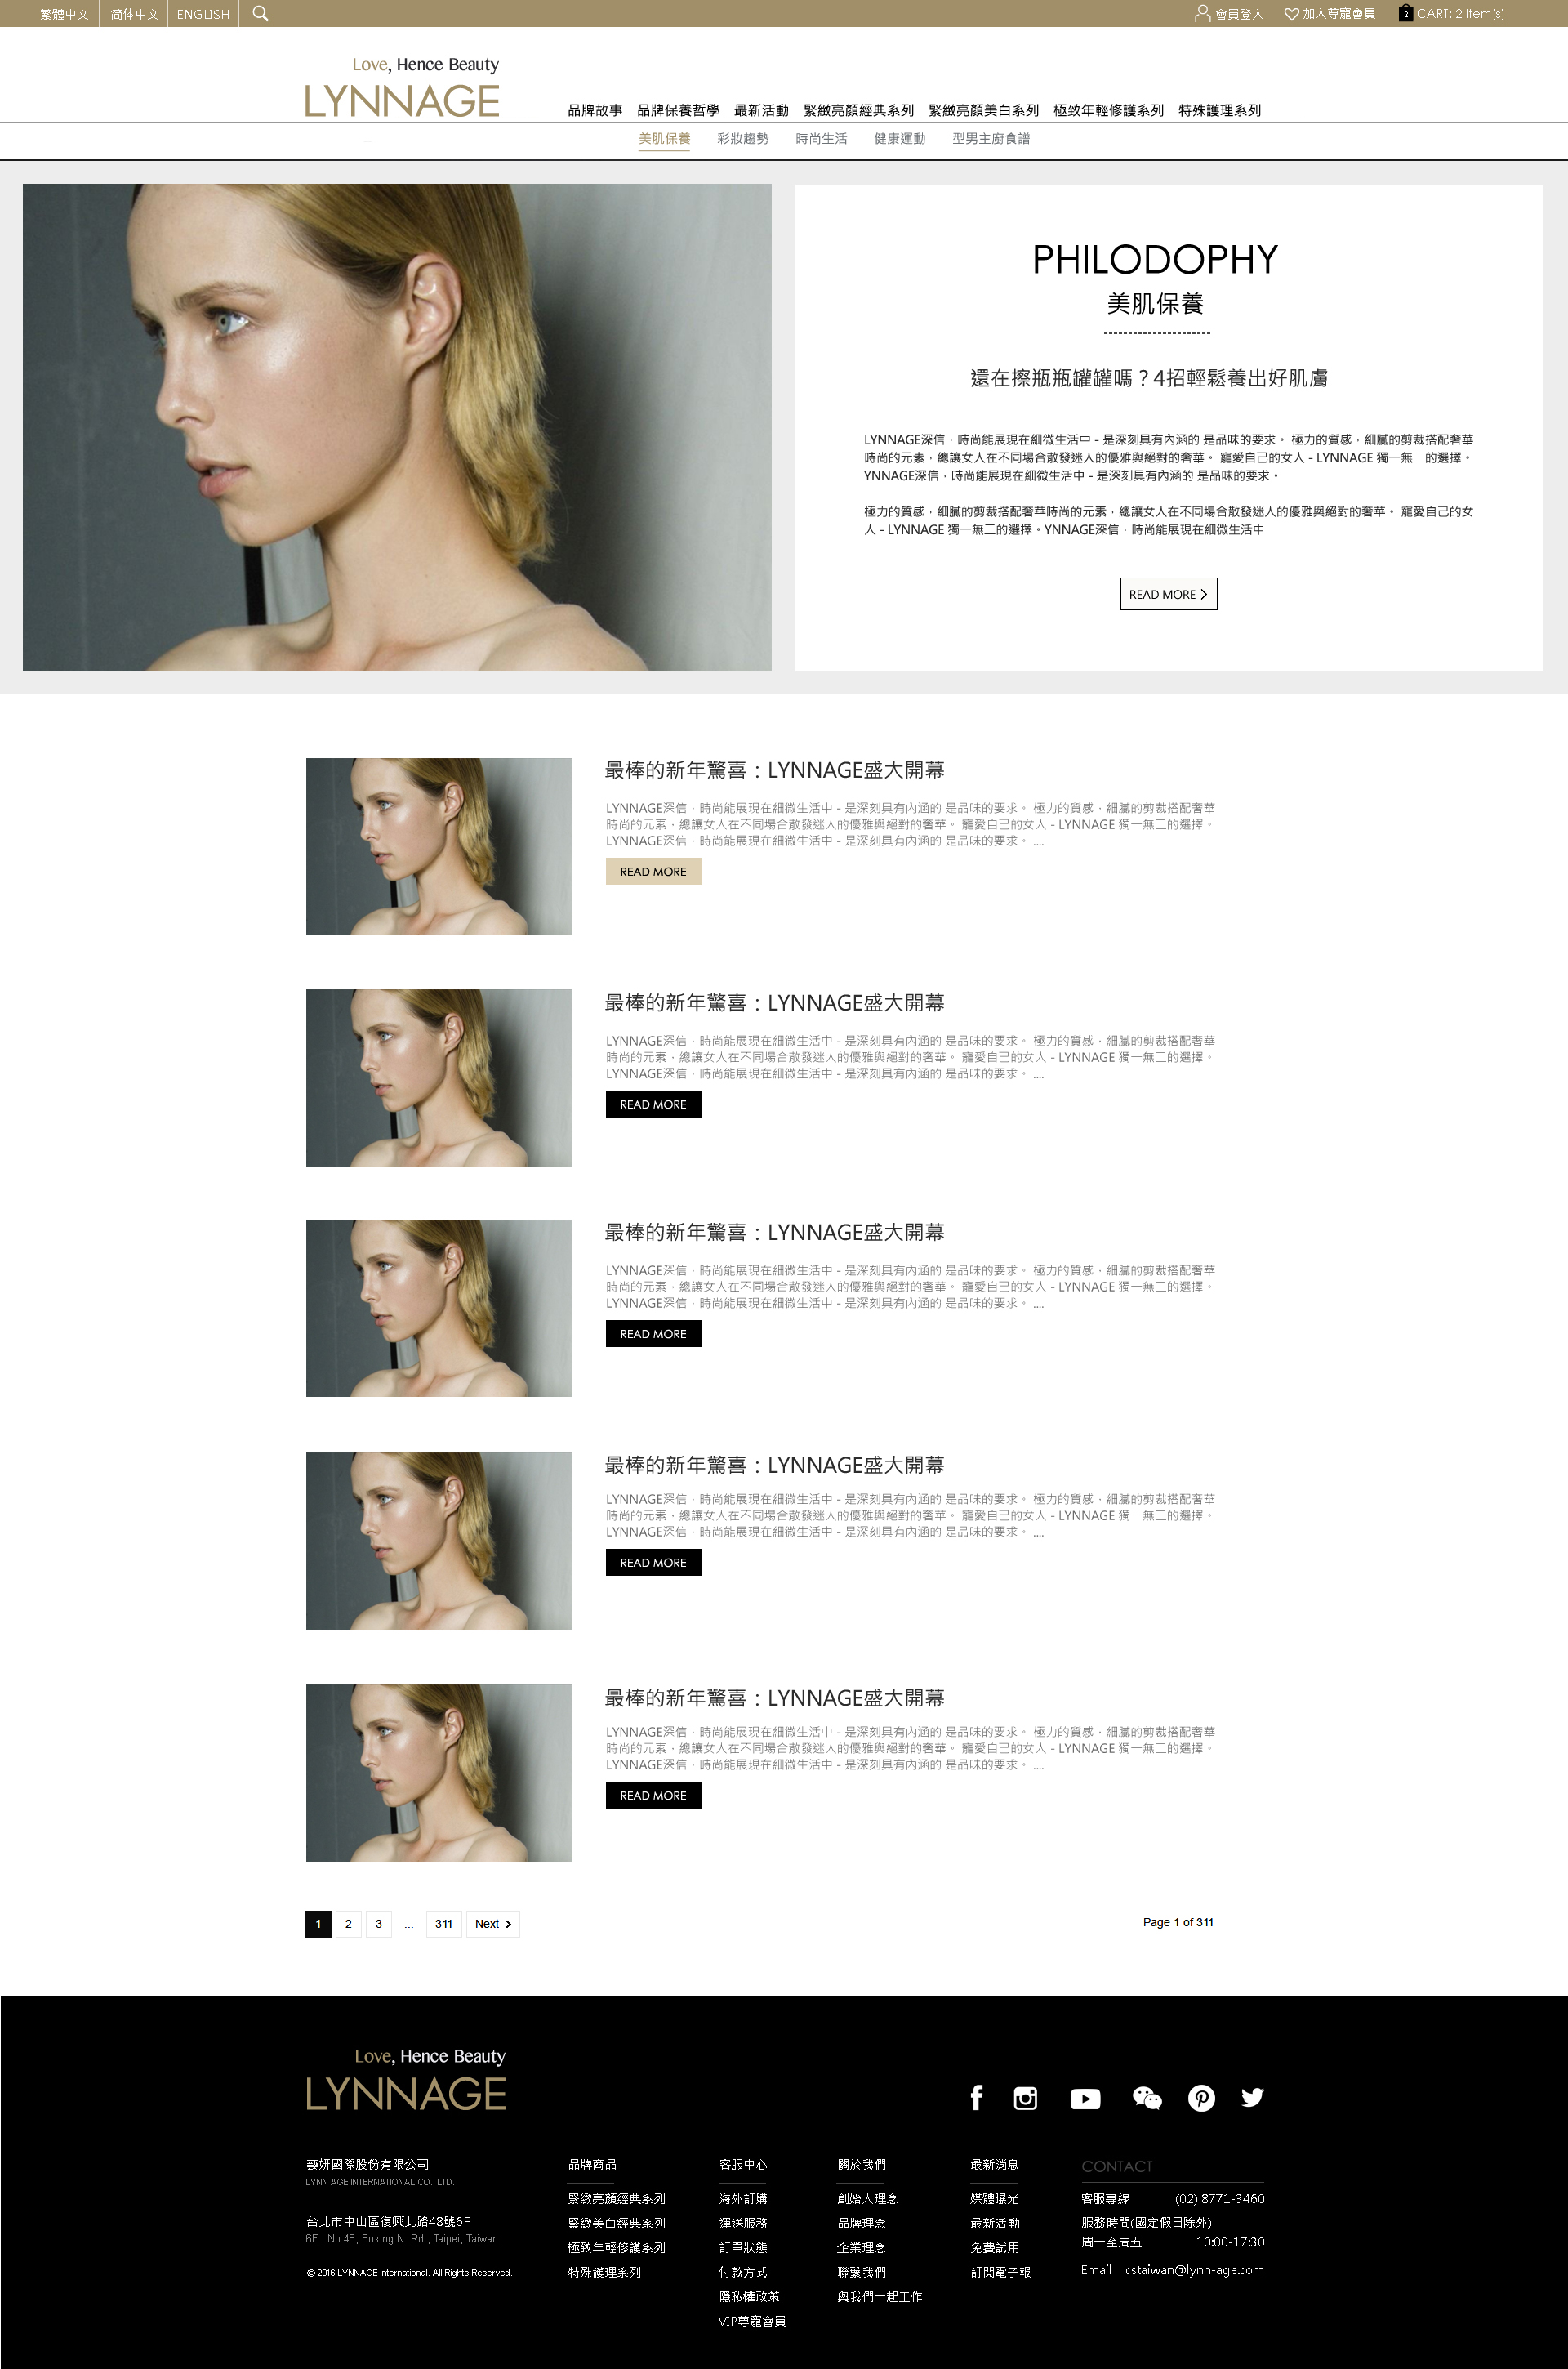 繁體中文 简体中文 ENGLISH 會員登入 加入尊寵會員 2 CART: 2 item(s)
Love, Hence Beauty
LYNNAGE
品牌故事 品牌保養哲學 最新活動 緊緻亮顏經典系列 緊緻亮顏美白系列 極致年輕修護系列 特殊護理系列
美肌保養 彩妝趨勢 時尚生活 健康運動 型男主廚食譜
PHILODOPHY
美肌保養
還在擦瓶瓶罐罐嗎？4招輕鬆養出好肌膚
LYNNAGE深信．時尚能展現在細微生活中 - 是深刻具有內涵的 是品味的要求。 極力的質感．細膩的剪裁搭配奢華
時尚的元素．總讓女人在不同場合散發迷人的優雅與絕對的奢華。 寵愛自己的女人 - LYNNAGE 獨一無二的選擇。
YNNAGE深信．時尚能展現在細微生活中 - 是深刻具有內涵的 是品味的要求。
極力的質感．細膩的剪裁搭配奢華時尚的元素．總讓女人在不同場合散發迷人的優雅與絕對的奢華。 寵愛自己的女
人 - LYNNAGE 獨一無二的選擇。YNNAGE深信．時尚能展現在細微生活中
READ MORE >
最棒的新年驚喜：LYNNAGE盛大開幕
LYNNAGE深信．時尚能展現在細微生活中 - 是深刻具有內涵的 是品味的要求。 極力的質感．細膩的剪裁搭配奢華
時尚的元素．總讓女人在不同場合散發迷人的優雅與絕對的奢華。 寵愛自己的女人 - LYNNAGE 獨一無二的選擇。
LYNNAGE深信．時尚能展現在細微生活中 - 是深刻具有內涵的 是品味的要求。 ....
READ MORE
最棒的新年驚喜：LYNNAGE盛大開幕
LYNNAGE深信．時尚能展現在細微生活中 - 是深刻具有內涵的 是品味的要求。 極力的質感．細膩的剪裁搭配奢華
時尚的元素．總讓女人在不同場合散發迷人的優雅與絕對的奢華。 寵愛自己的女人 - LYNNAGE 獨一無二的選擇。
LYNNAGE深信．時尚能展現在細微生活中 - 是深刻具有內涵的 是品味的要求。 ....
READ MORE
最棒的新年驚喜：LYNNAGE盛大開幕
LYNNAGE深信．時尚能展現在細微生活中 - 是深刻具有內涵的 是品味的要求。 極力的質感．細膩的剪裁搭配奢華
時尚的元素．總讓女人在不同場合散發迷人的優雅與絕對的奢華。 寵愛自己的女人 - LYNNAGE 獨一無二的選擇。
LYNNAGE深信．時尚能展現在細微生活中 - 是深刻具有內涵的 是品味的要求。 ....
READ MORE
最棒的新年驚喜：LYNNAGE盛大開幕
LYNNAGE深信．時尚能展現在細微生活中 - 是深刻具有內涵的 是品味的要求。 極力的質感．細膩的剪裁搭配奢華
時尚的元素．總讓女人在不同場合散發迷人的優雅與絕對的奢華。 寵愛自己的女人 - LYNNAGE 獨一無二的選擇。
LYNNAGE深信．時尚能展現在細微生活中 - 是深刻具有內涵的 是品味的要求。 ....
READ MORE
最棒的新年驚喜：LYNNAGE盛大開幕
LYNNAGE深信．時尚能展現在細微生活中 - 是深刻具有內涵的 是品味的要求。 極力的質感．細膩的剪裁搭配奢華
時尚的元素．總讓女人在不同場合散發迷人的優雅與絕對的奢華。 寵愛自己的女人 - LYNNAGE 獨一無二的選擇。
LYNNAGE深信．時尚能展現在細微生活中 - 是深刻具有內涵的 是品味的要求。 ....
READ MORE
1 2 3 ... 311 Next > Page 1 of 311
Love, Hence Beauty
LYNNAGE
藝妍國際股份有限公司
LYNN AGE INTERNATIONAL CO., LTD.
台北市中山區復興北路48號6F
6F., No.48, Fuxing N. Rd., Taipei, Taiwan
© 2016 LYNNAGE International. All Rights Reserved.
品牌商品
緊緻亮顏經典系列
緊緻美白經典系列
極致年輕修護系列
特殊護理系列
客服中心
海外訂購
運送服務
訂單狀態
付款方式
隱私權政策
VIP尊寵會員
關於我們
創始人理念
品牌理念
企業理念
聯繫我們
與我們一起工作
最新消息
媒體曝光
最新活動
免費試用
訂閱電子報
CONTACT
客服專線 (02) 8771-3460
服務時間(國定假日除外)
周一至周五 10:00-17:30
Email cstaiwan@lynn-age.com